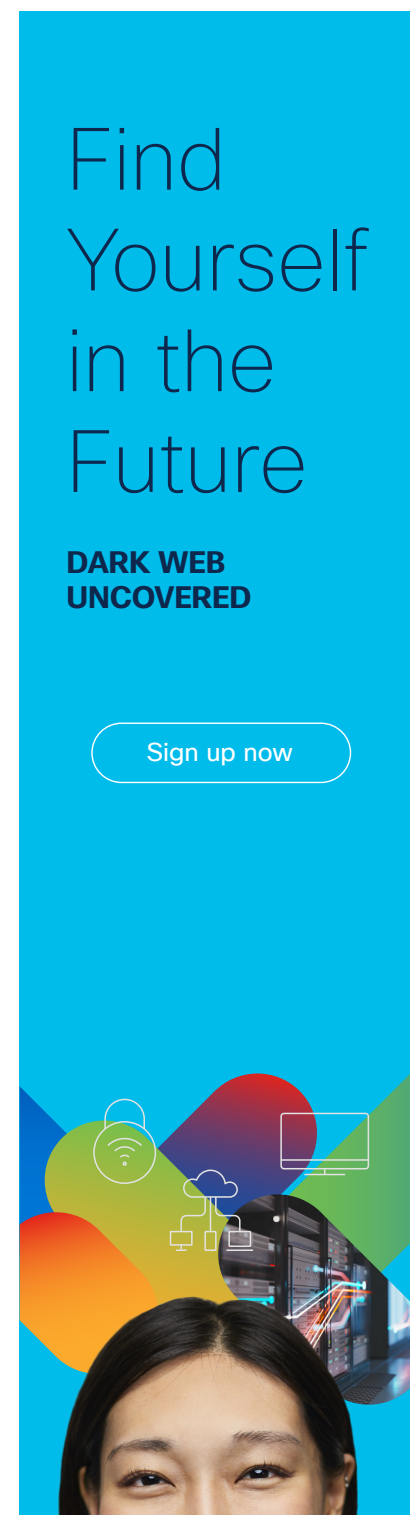 Find
Yourself
in the
Future
DARK WEB
UNCOVERED
Sign up now